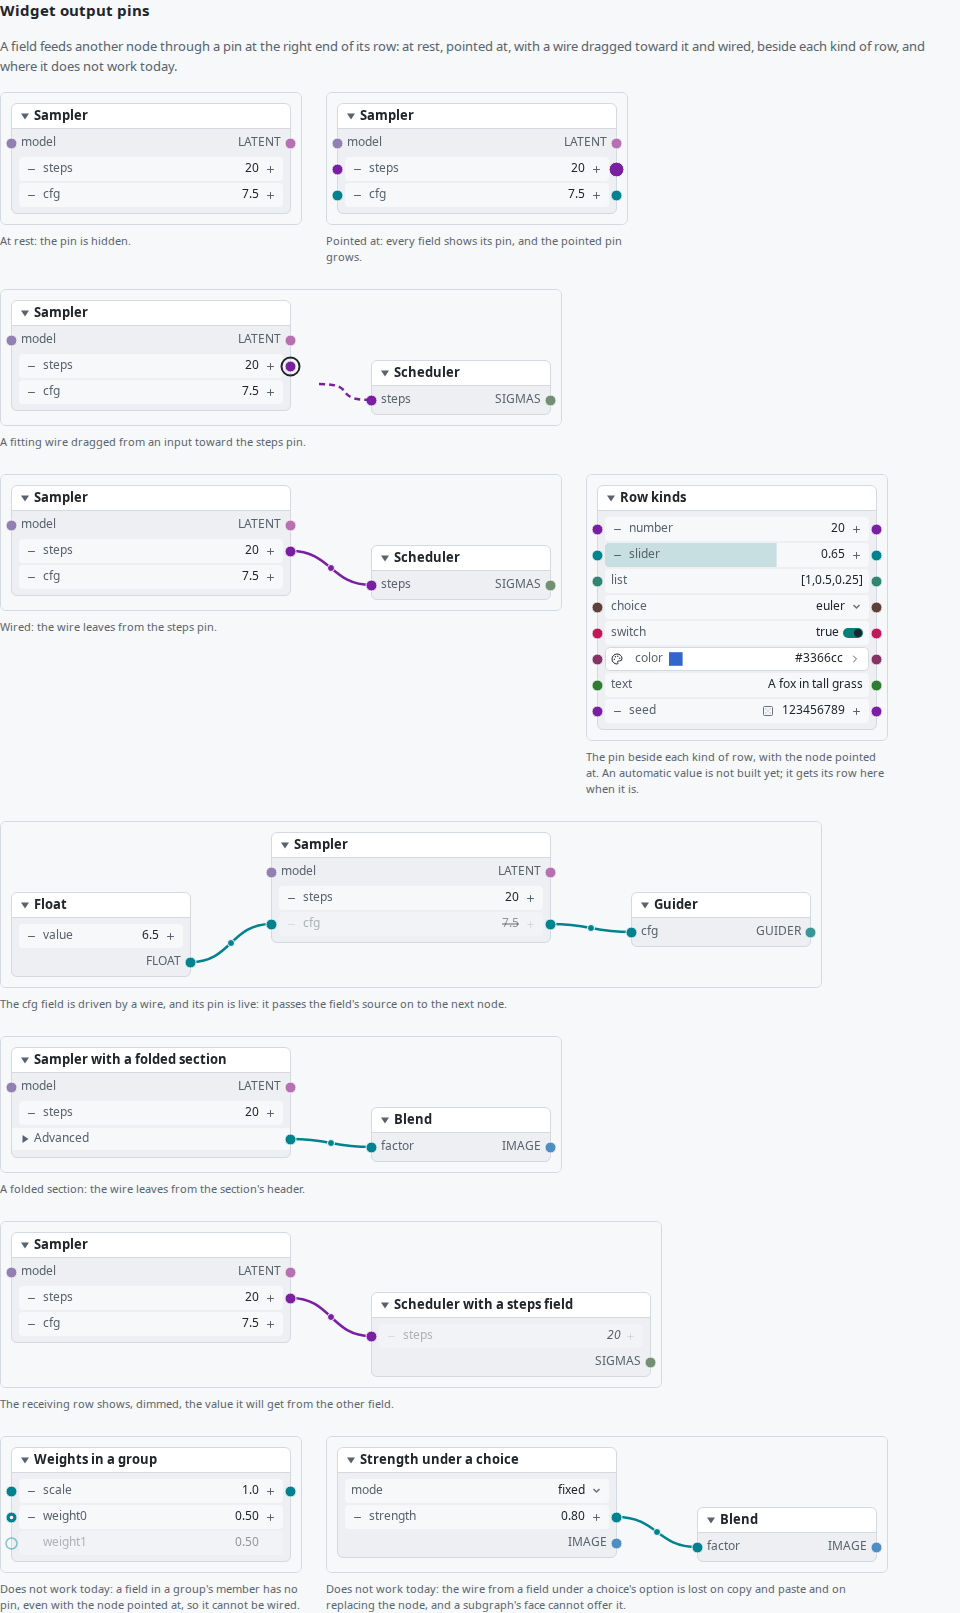 Widget output pins
A field feeds another node through a pin at the right end of its row: at rest, pointed at, with a wire dragged toward it and wired, beside each kind of row, and
where it does not work today.
Sampler
model LATENT
– steps 20 +
– cfg 7.5 +
At rest: the pin is hidden.
Sampler
model LATENT
– steps 20 +
– cfg 7.5 +
Pointed at: every field shows its pin, and the pointed pin
grows.
Sampler
model LATENT
– steps 20 +
– cfg 7.5 +
Scheduler
steps SIGMAS
A fitting wire dragged from an input toward the steps pin.
Sampler
model LATENT
– steps 20 +
– cfg 7.5 +
Scheduler
steps SIGMAS
Wired: the wire leaves from the steps pin.
Row kinds
– number 20 +
– slider 0.65 +
list [1,0.5,0.25]
choice euler
switch true
color #3366cc
text A fox in tall grass
– seed 123456789 +
The pin beside each kind of row, with the node pointed
at. An automatic value is not built yet; it gets its row here
when it is.
Float
– value 6.5 +
FLOAT
Sampler
model LATENT
– steps 20 +
– cfg 7.5 +
Guider
cfg GUIDER
The cfg field is driven by a wire, and its pin is live: it passes the field's source on to the next node.
Sampler with a folded section
model LATENT
– steps 20 +
Advanced
Blend
factor IMAGE
A folded section: the wire leaves from the section's header.
Sampler
model LATENT
– steps 20 +
– cfg 7.5 +
Scheduler with a steps field
– steps 20 +
SIGMAS
The receiving row shows, dimmed, the value it will get from the other field.
Weights in a group
– scale 1.0 +
– weight0 0.50 +
weight1 0.50
Does not work today: a field in a group's member has no
pin, even with the node pointed at, so it cannot be wired.
Strength under a choice
mode fixed
– strength 0.80 +
IMAGE
Blend
factor IMAGE
Does not work today: the wire from a field under a choice's option is lost on copy and paste and on
replacing the node, and a subgraph's face cannot offer it.